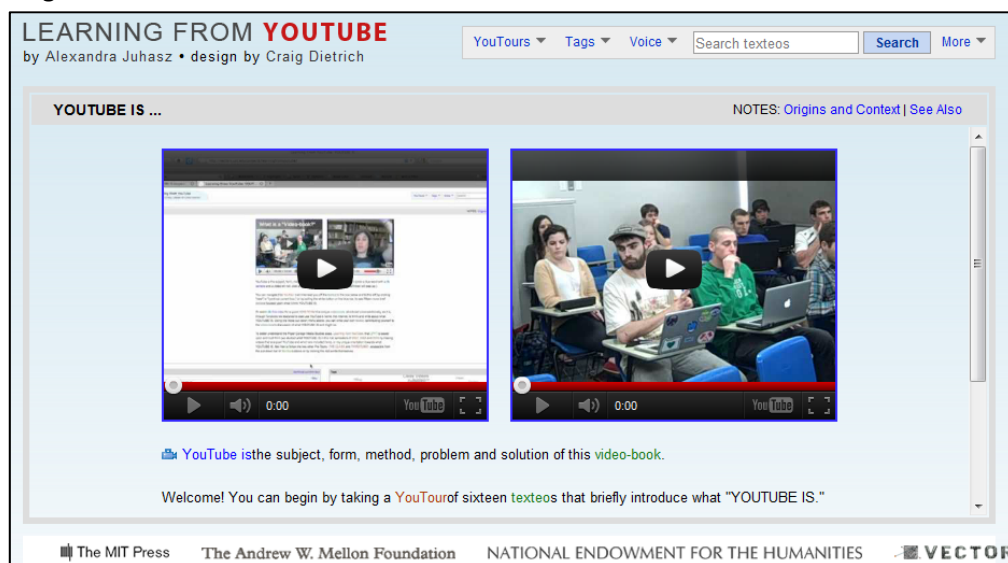 LEARNING FROM YOUTUBE
by Alexandra Juhasz • design by Craig Dietrich
YouTours Tags Voice Search texteos Search More
YOUTUBE IS ...
NOTES: Origins and Context | See Also
0:00 YouTube
0:00 YouTube
YouTube isthe subject, form, method, problem and solution of this video-book.
Welcome! You can begin by taking a YouTourof sixteen texteos that briefly introduce what "YOUTUBE IS."
The MIT Press The Andrew W. Mellon Foundation NATIONAL ENDOWMENT FOR THE HUMANITIES VECTOR